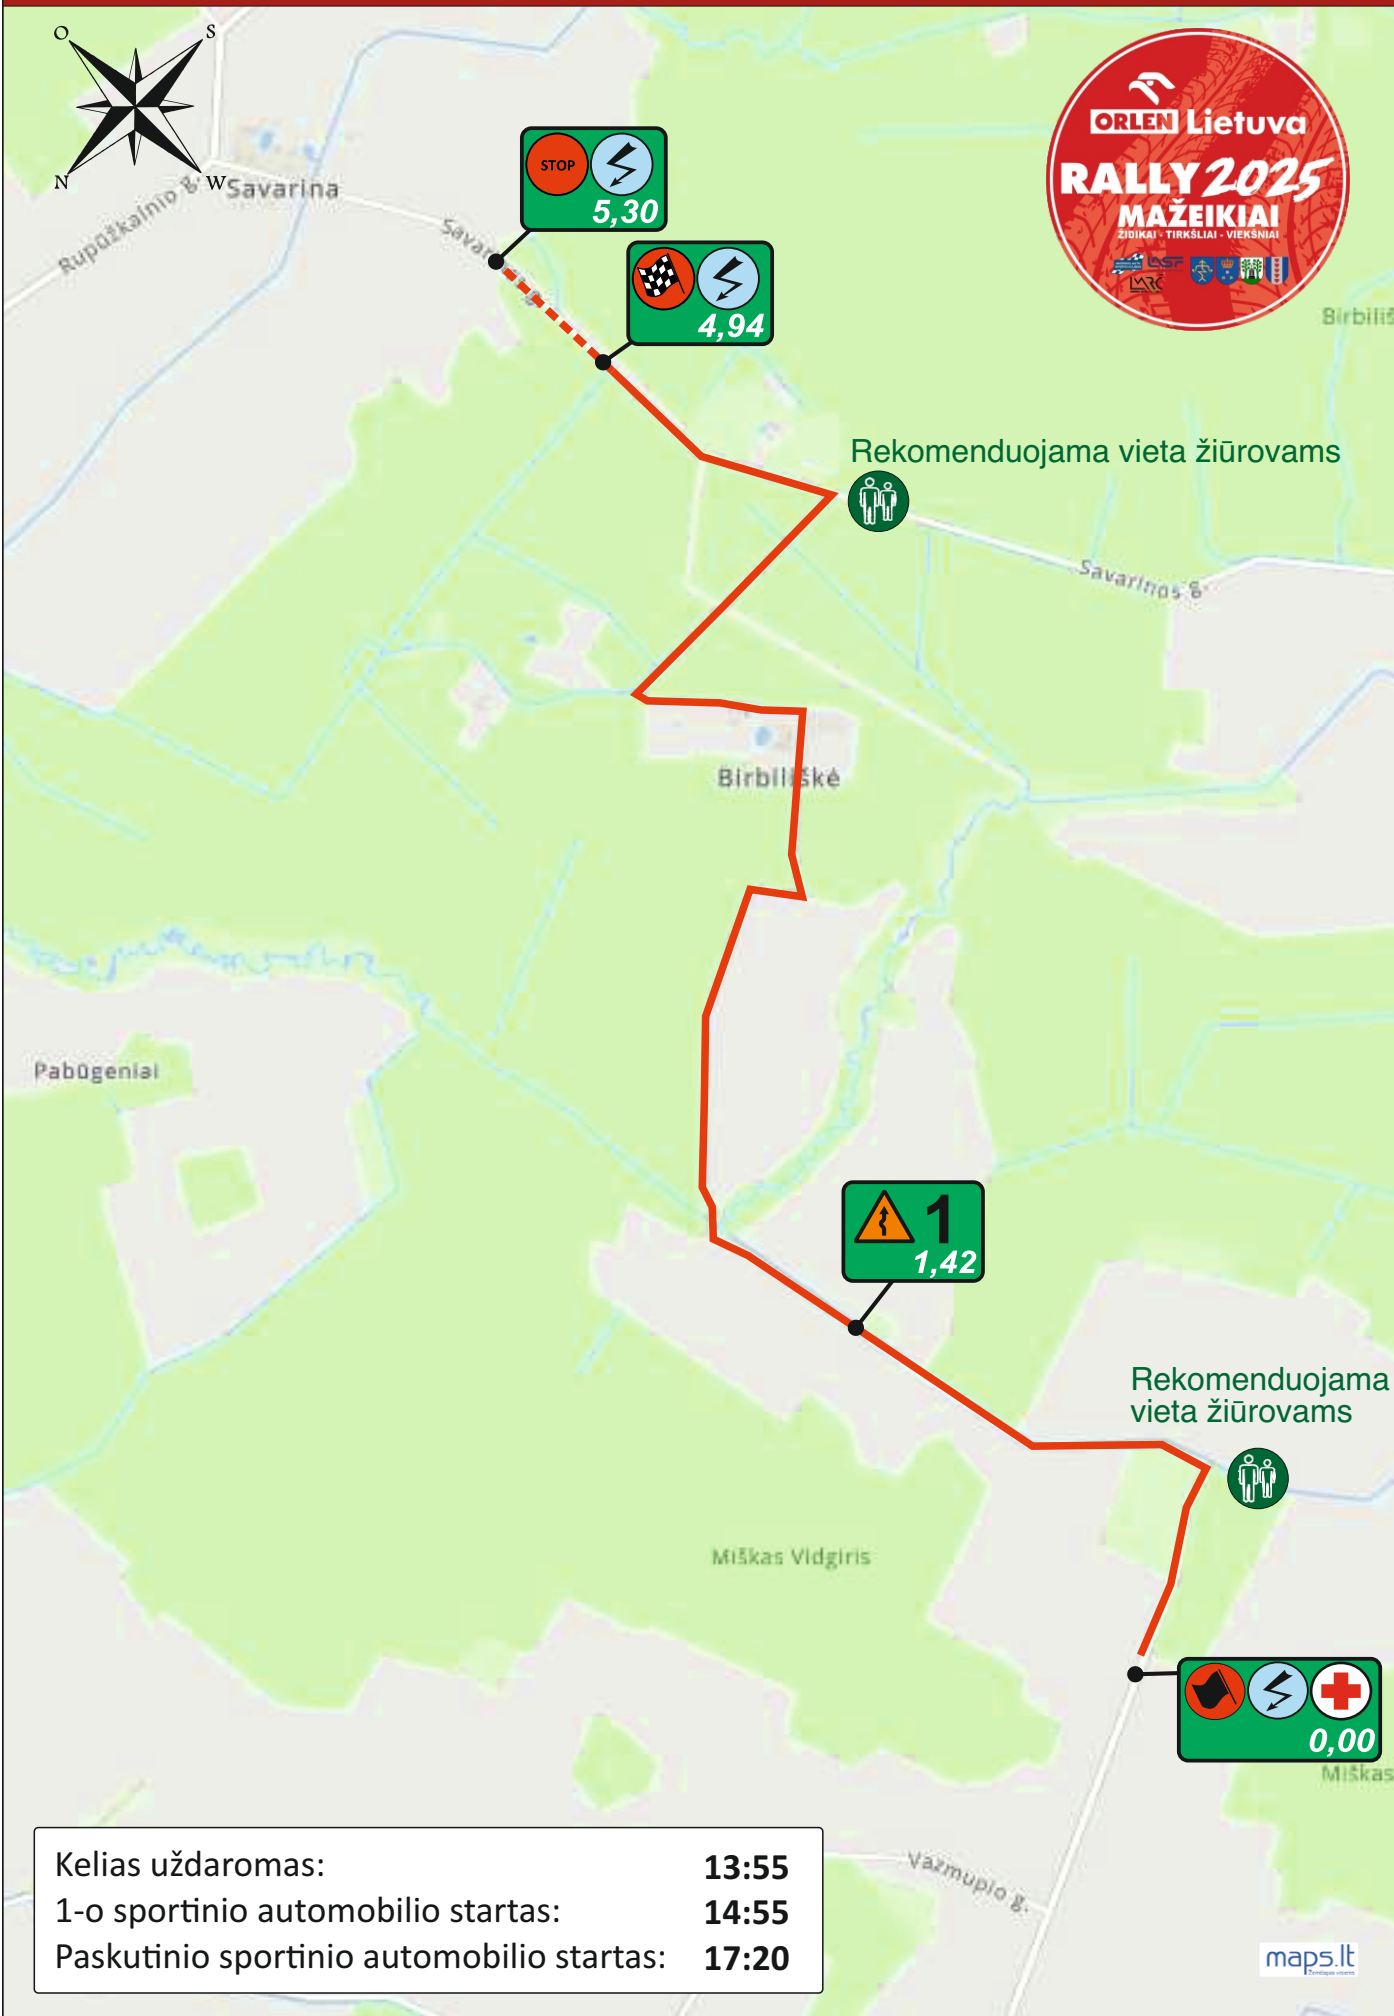 O
S
N
W
Savarina
Rupūžkalnio g.
STOP
5,30
4,94
ORLEN Lietuva
RALLY 2025
MAŽEIKIAI
ŽIDIKAI - TIRKŠLIAI - VIEKŠNIAI
LASF
Rekomenduojama vieta žiūrovams
Savarinos g.
Birbiliškė
Pabūgeniai
1
1,42
Rekomenduojama
vieta žiūrovams
Miškas Vidgiris
0,00
Miškas
Kelias uždaromas: 13:55
1-o sportinio automobilio startas: 14:55
Paskutinio sportinio automobilio startas: 17:20
Vazmupio g.
maps.lt